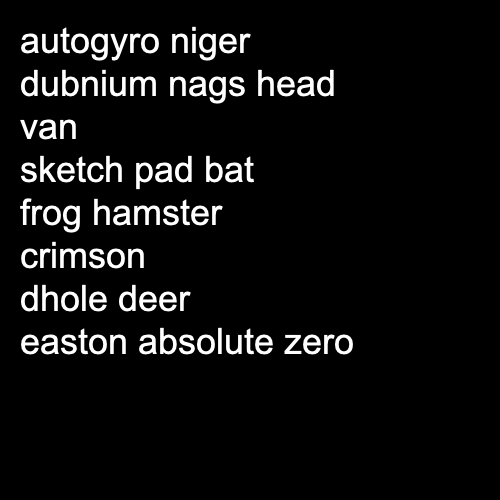 autogyro niger
dubnium nags head
van
sketch pad bat
frog hamster
crimson
dhole deer
easton absolute zero